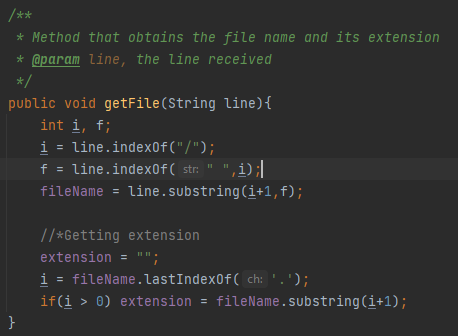 /**
 * Method that obtains the file name and its extension
 * @param line, the line received
 */
public void getFile(String line){
    int i, f;
    i = line.indexOf("/");
    f = line.indexOf( str: " ",i);
    fileName = line.substring(i+1,f);

    //*Getting extension
    extension = "";
    i = fileName.lastIndexOf( ch: '.');
    if(i > 0) extension = fileName.substring(i+1);
}